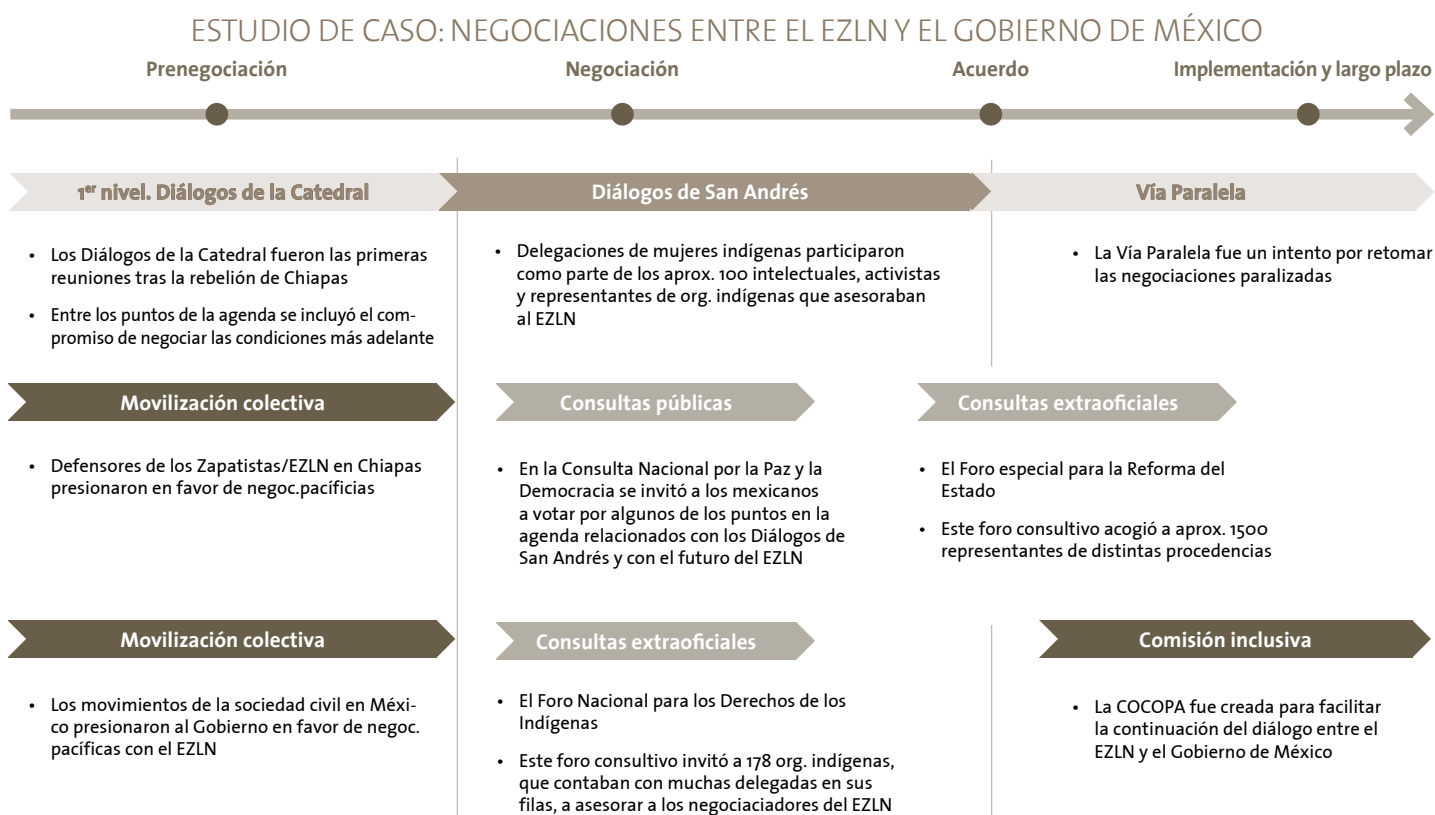 ESTUDIO DE CASO: NEGOCIACIONES ENTRE EL EZLN Y EL GOBIERNO DE MÉXICO
Prenegociación
Negociación
Acuerdo
Implementación y largo plazo
1er nivel. Diálogos de la Catedral
Diálogos de San Andrés
Vía Paralela
• Los Diálogos de la Catedral fueron las primeras
reuniones tras la rebelión de Chiapas
• Entre los puntos de la agenda se incluyó el com-
promiso de negociar las condiciones más adelante
• Delegaciones de mujeres indígenas participaron
como parte de los aprox. 100 intelectuales, activistas
y representantes de org. indígenas que asesoraban
al EZLN
• La Vía Paralela fue un intento por retomar
las negociaciones paralizadas
Movilización colectiva
Consultas públicas
Consultas extraoficiales
• Defensores de los Zapatistas/EZLN en Chiapas
presionaron en favor de negoc.pacíficias
• En la Consulta Nacional por la Paz y la
Democracia se invitó a los mexicanos
a votar por algunos de los puntos en la
agenda relacionados con los Diálogos de
San Andrés y con el futuro del EZLN
• El Foro especial para la Reforma del
Estado
• Este foro consultivo acogió a aprox. 1500
representantes de distintas procedencias
Movilización colectiva
Consultas extraoficiales
Comisión inclusiva
• Los movimientos de la sociedad civil en Méxi-
co presionaron al Gobierno en favor de negoc.
pacíficas con el EZLN
• El Foro Nacional para los Derechos de los
Indígenas
• Este foro consultivo invitó a 178 org. indígenas,
que contaban con muchas delegadas en sus
filas, a asesorar a los negociaciadores del EZLN
• La COCOPA fue creada para facilitar
la continuación del diálogo entre el
EZLN y el Gobierno de México